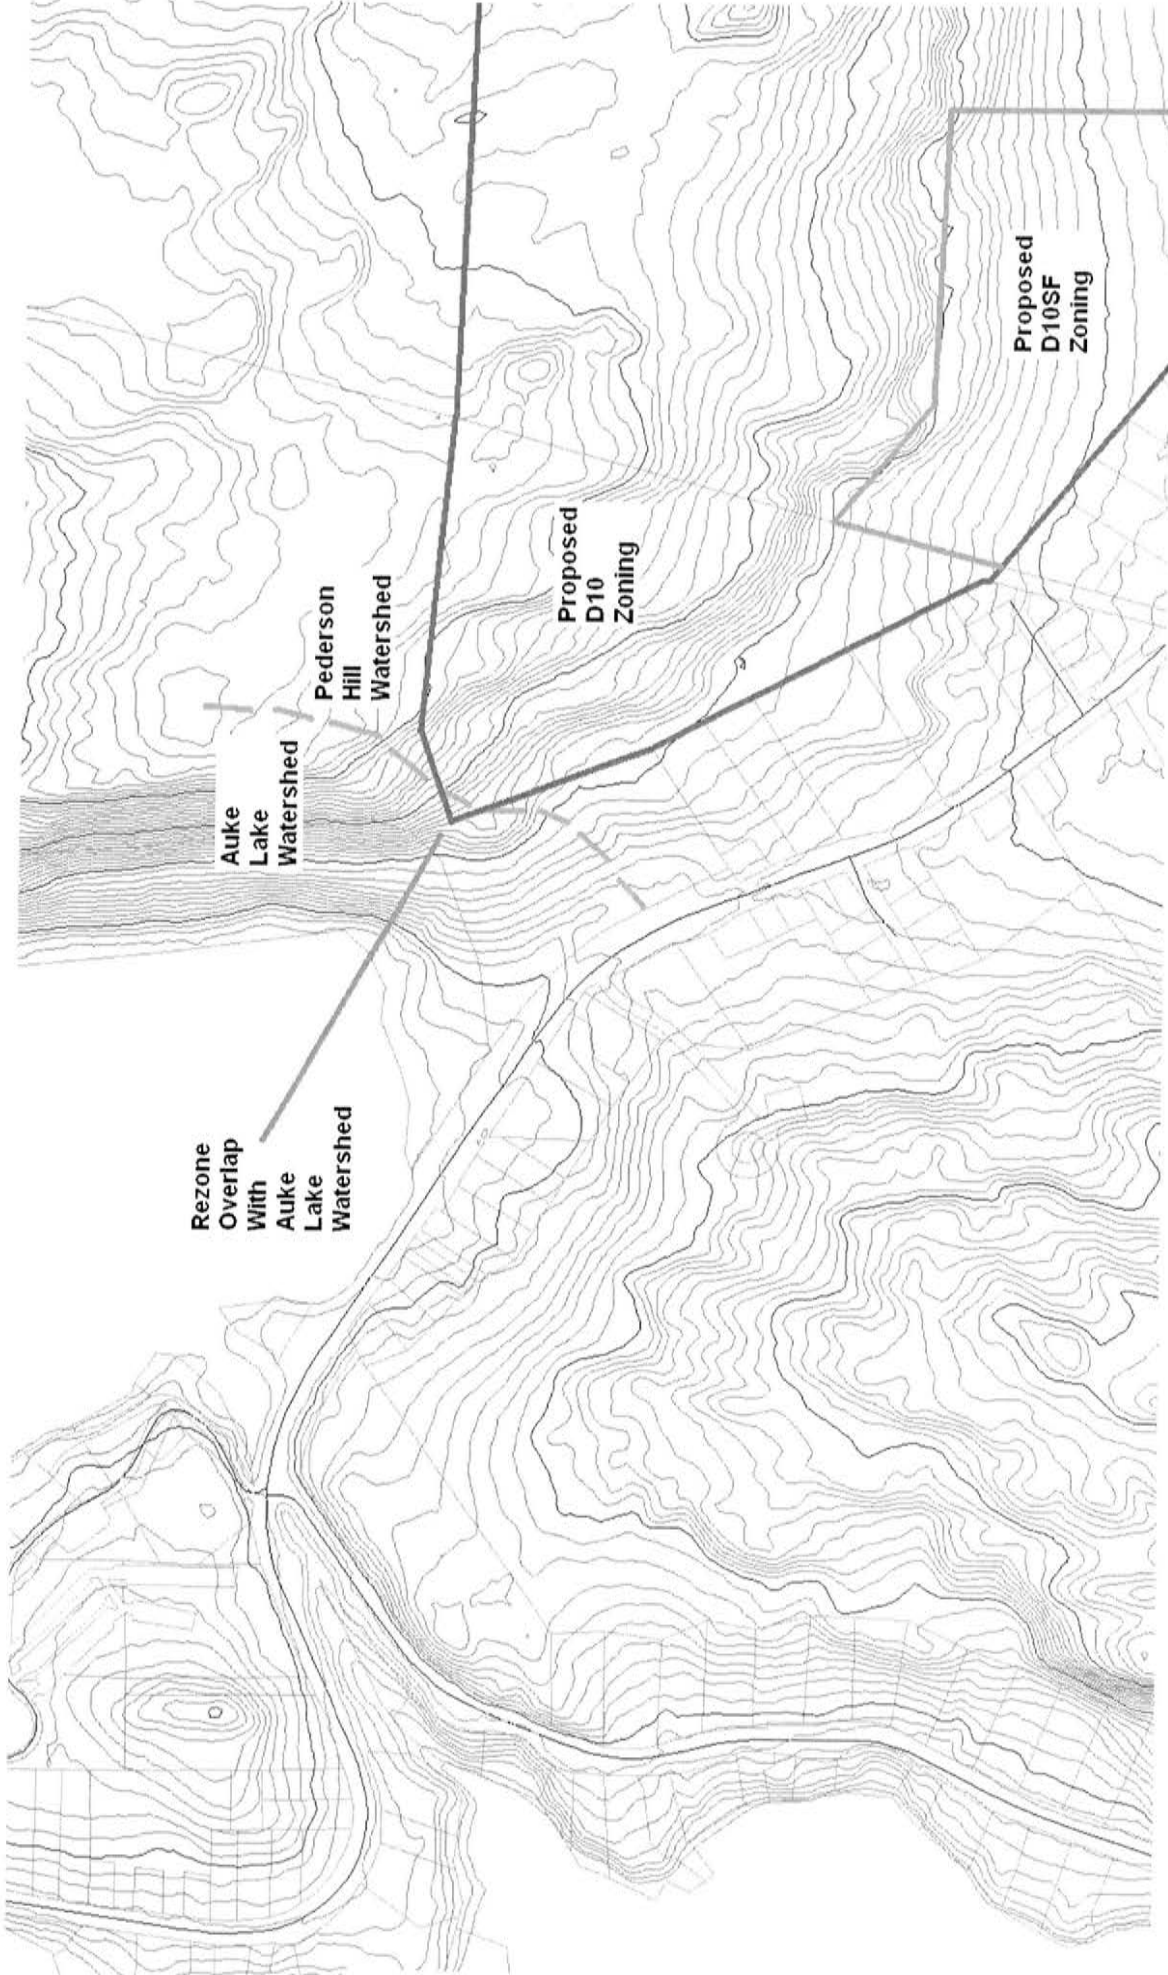 Rezone
Overlap
With
Auke
Lake
Watershed
Auke
Lake
Watershed
Pederson
Hill
Watershed
Proposed
D10
Zoning
Proposed
D10SF
Zoning